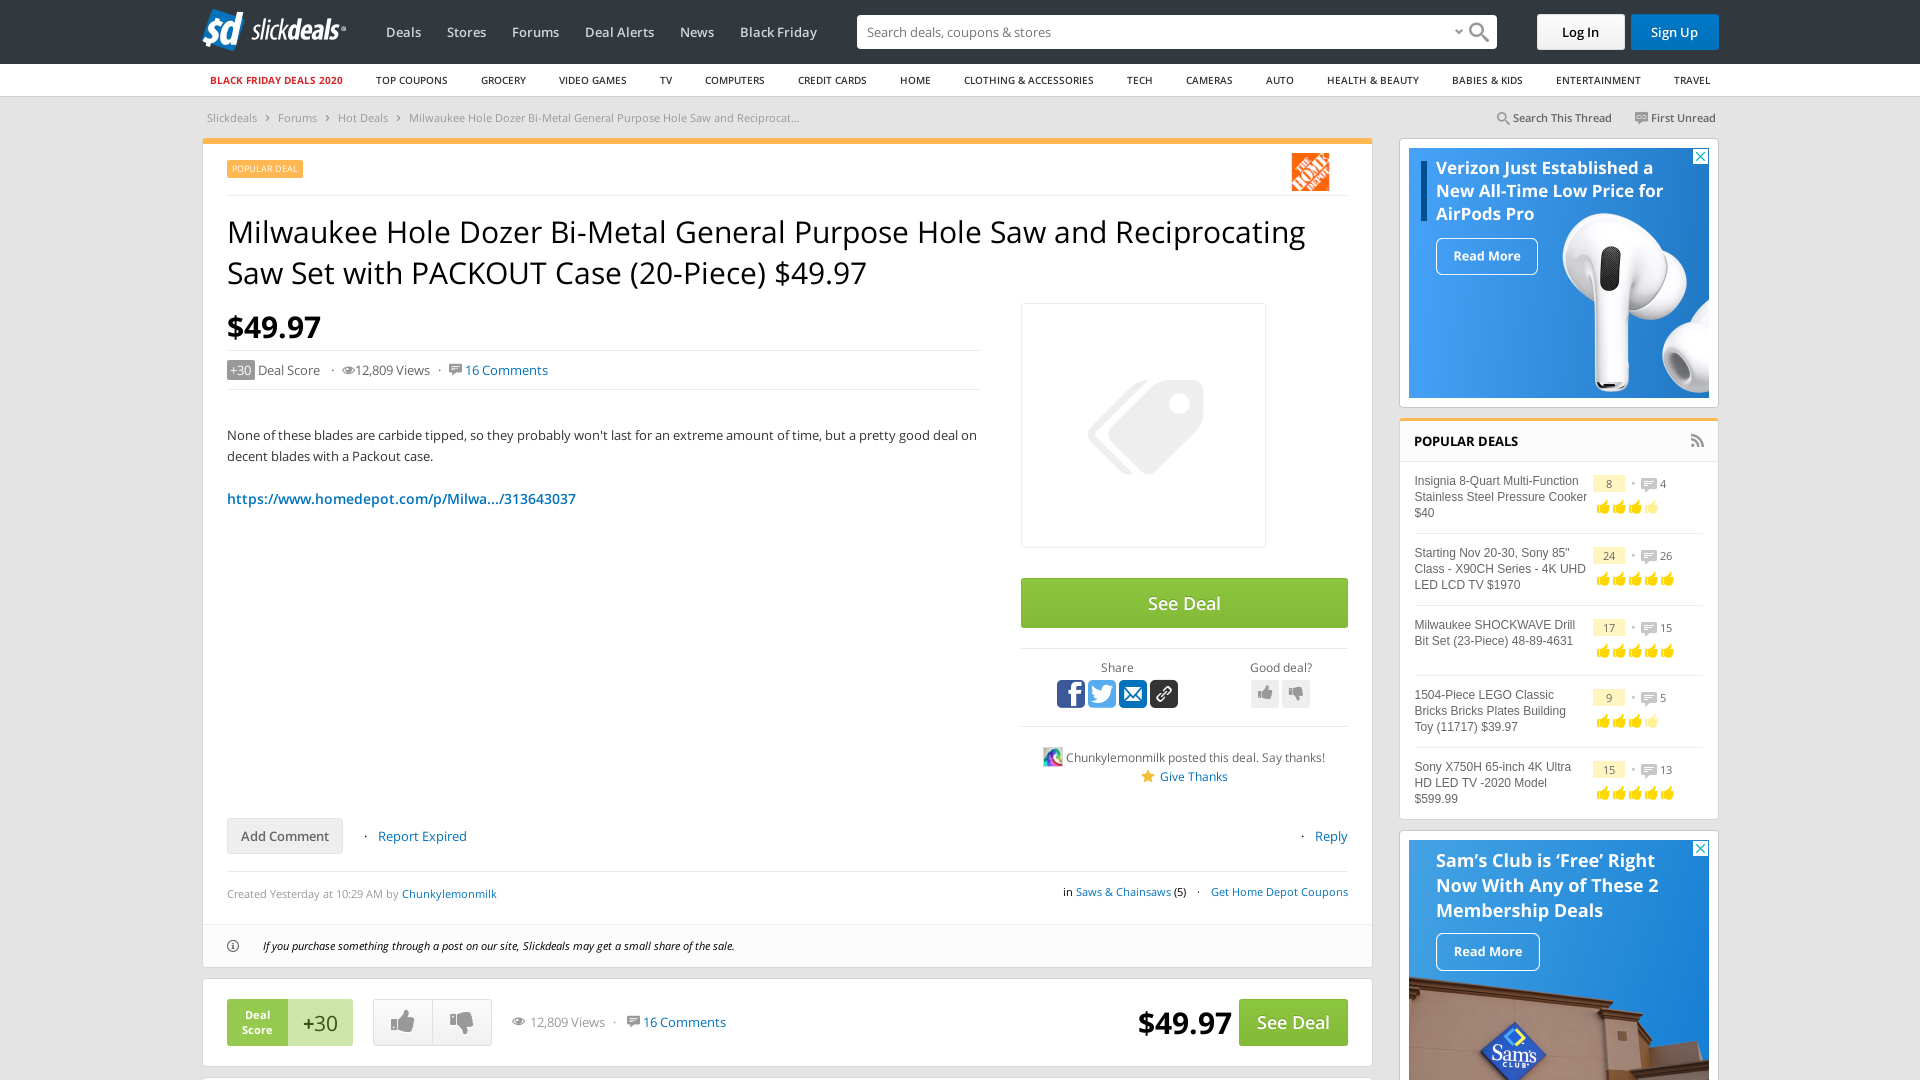 slickdeals
Deals
Stores
Forums
Deal Alerts
News
Black Friday
Search deals, coupons & stores
Log In
Sign Up
BLACK FRIDAY DEALS 2020
TOP COUPONS
GROCERY
VIDEO GAMES
TV
COMPUTERS
CREDIT CARDS
HOME
CLOTHING & ACCESSORIES
TECH
CAMERAS
AUTO
HEALTH & BEAUTY
BABIES & KIDS
ENTERTAINMENT
TRAVEL
Slickdeals › Forums › Hot Deals › Milwaukee Hole Dozer Bi-Metal General Purpose Hole Saw and Reciprocat...
Search This Thread
First Unread
POPULAR DEAL
THE HOME DEPOT
Milwaukee Hole Dozer Bi-Metal General Purpose Hole Saw and Reciprocating
Saw Set with PACKOUT Case (20-Piece) $49.97
$49.97
+30 Deal Score · 12,809 Views · 16 Comments
None of these blades are carbide tipped, so they probably won't last for an extreme amount of time, but a pretty good deal on
decent blades with a Packout case.
https://www.homedepot.com/p/Milwa.../313643037
See Deal
Share
Good deal?
Chunkylemonmilk posted this deal. Say thanks!
Give Thanks
Add Comment
· Report Expired
· Reply
Created Yesterday at 10:29 AM by Chunkylemonmilk
in Saws & Chainsaws (5) · Get Home Depot Coupons
If you purchase something through a post on our site, Slickdeals may get a small share of the sale.
Deal
Score
+30
12,809 Views · 16 Comments
$49.97
See Deal
Verizon Just Established a
New All-Time Low Price for
AirPods Pro
Read More
POPULAR DEALS
Insignia 8-Quart Multi-Function
Stainless Steel Pressure Cooker
$40
8 · 4
Starting Nov 20-30, Sony 85"
Class - X90CH Series - 4K UHD
LED LCD TV $1970
24 · 26
Milwaukee SHOCKWAVE Drill
Bit Set (23-Piece) 48-89-4631
17 · 15
1504-Piece LEGO Classic
Bricks Bricks Plates Building
Toy (11717) $39.97
9 · 5
Sony X750H 65-inch 4K Ultra
HD LED TV -2020 Model
$599.99
15 · 13
Sam's Club is ‘Free’ Right
Now With Any of These 2
Membership Deals
Read More
Sam's
CLUB